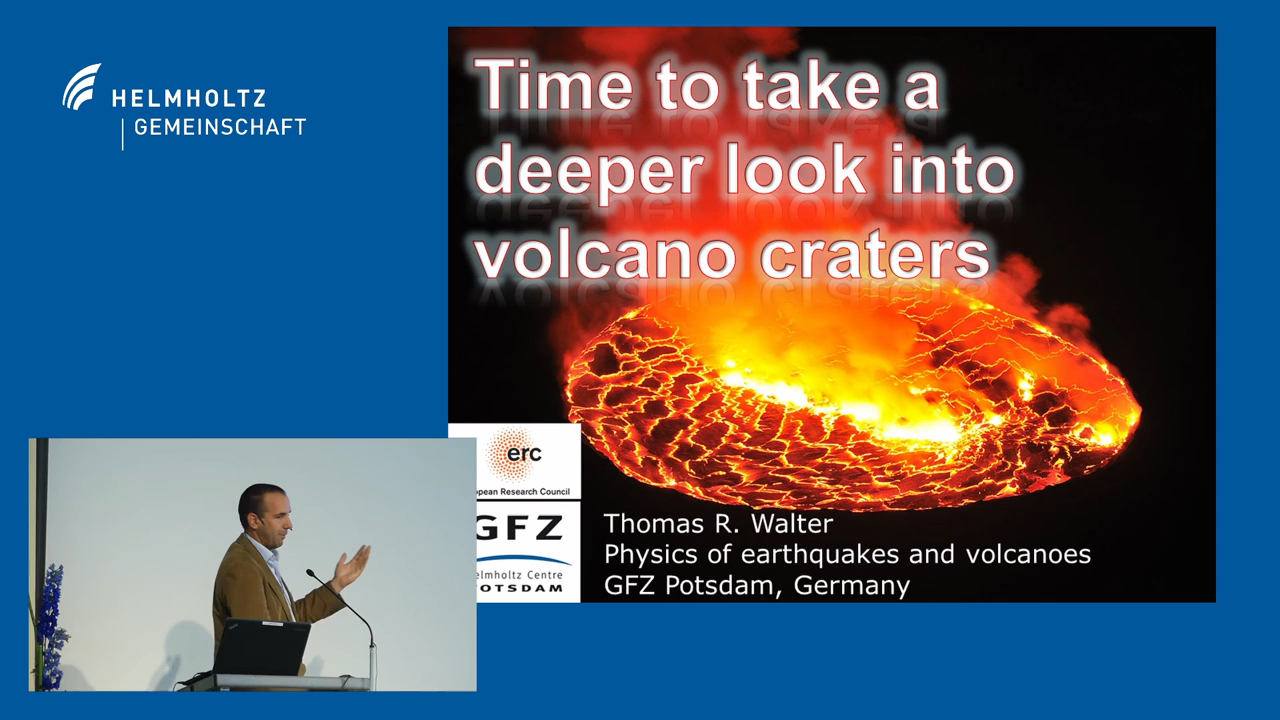 HELMHOLTZ
GEMEINSCHAFT
Time to take a
deeper look into
volcano craters
erc
pean Research Council
GFZ
elmholtz Centre
OTSDAM
Thomas R. Walter
Physics of earthquakes and volcanoes
GFZ Potsdam, Germany